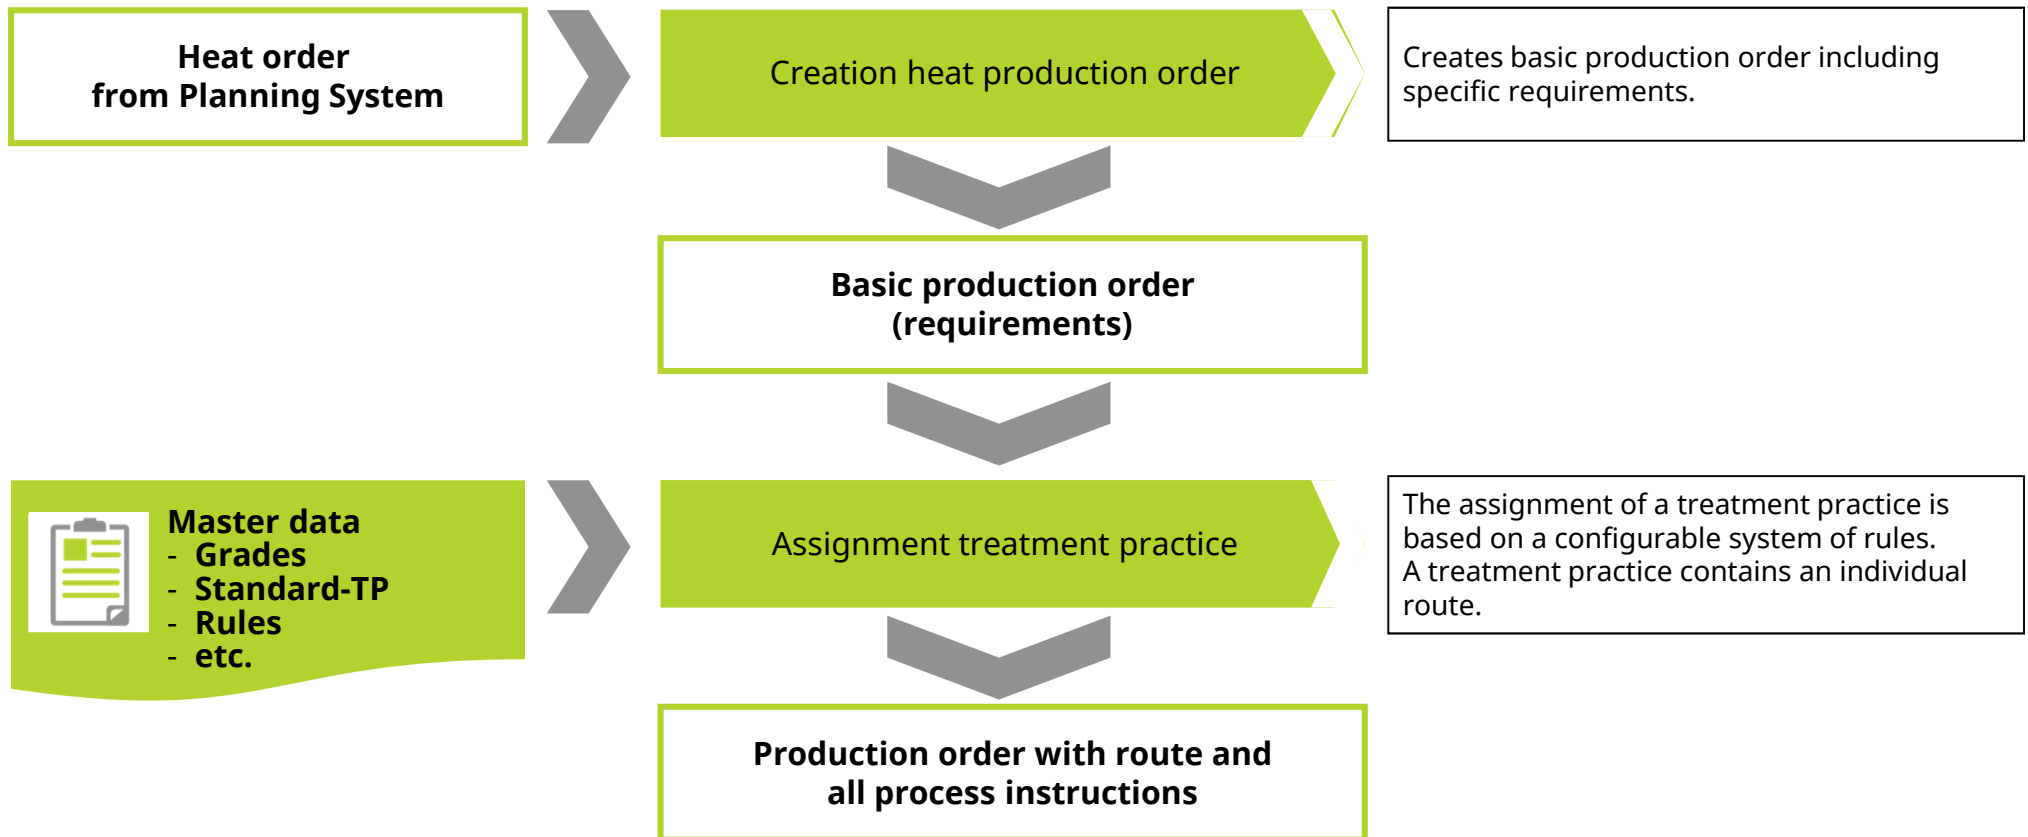 Heat order
from Planning System
Creation heat production order
Creates basic production order including
specific requirements.
Basic production order
(requirements)
Master data
- Grades
- Standard-TP
- Rules
- etc.
Assignment treatment practice
The assignment of a treatment practice is
based on a configurable system of rules.
A treatment practice contains an individual
route.
Production order with route and
all process instructions